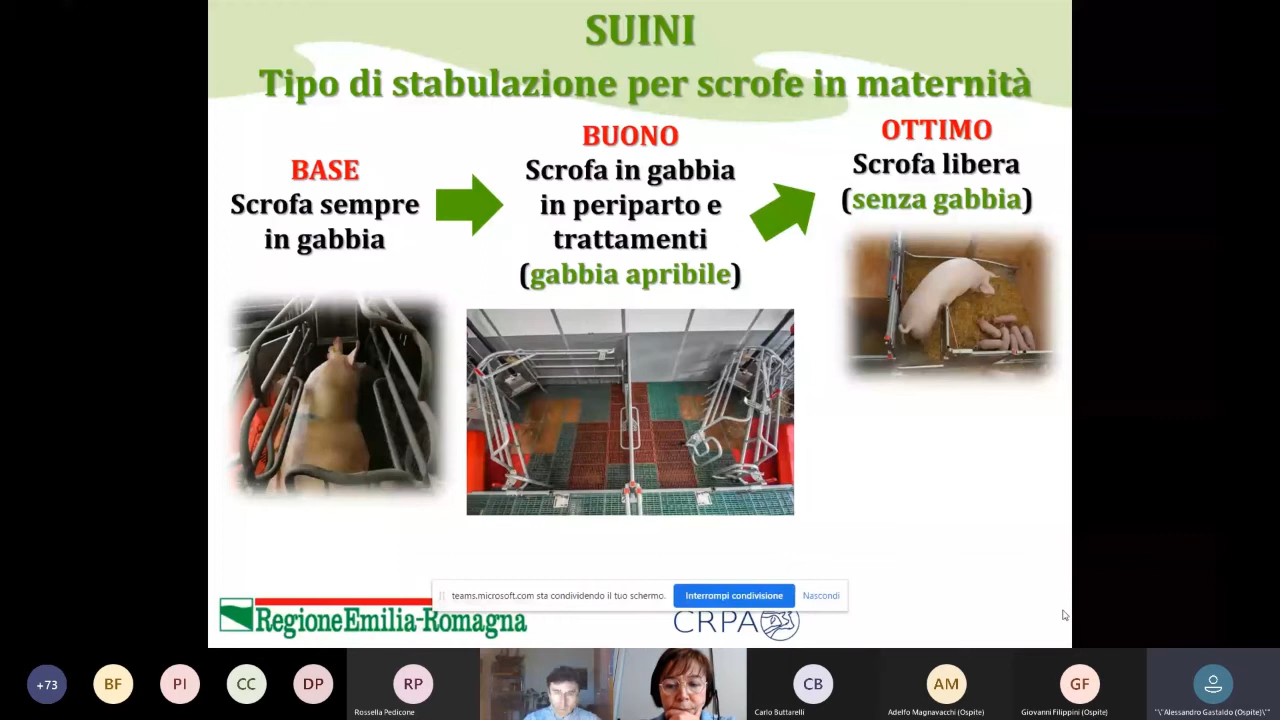 SUINI
Tipo di stabulazione per scrofe in maternità
BASE
Scrofa sempre
in gabbia
BUONO
Scrofa in gabbia
in periparto e
trattamenti
(gabbia apribile)
OTTIMO
Scrofa libera
(senza gabbia)
teams.microsoft.com sta condividendo il tuo schermo.
Interrompi condivisione
Nascondi
RegioneEmilia-Romagna
CRPA
+73
BF
PI
CC
DP
RP
Rossella Pedicone
CB
Carlo Buttarelli
AM
Adelfo Magnavacchi (Ospite)
GF
Giovanni Filippini (Ospite)
"\"Alessandro Gastaldo (Ospite)\"